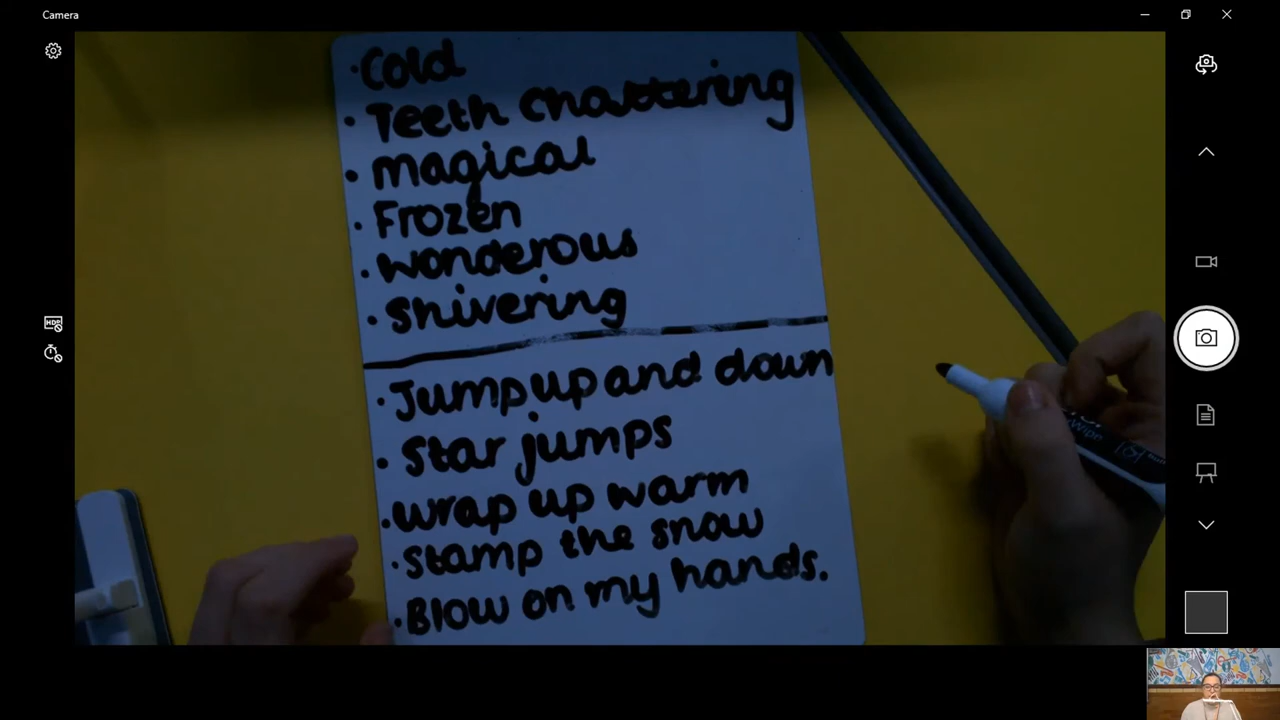 Camera
·Cold
·Teeth chattering
·magical
·Frozen
·wonderous
·shivering
·Jump up and down
·Star jumps
·wrap up warm
·stamp the snow
·Blow on my hands.